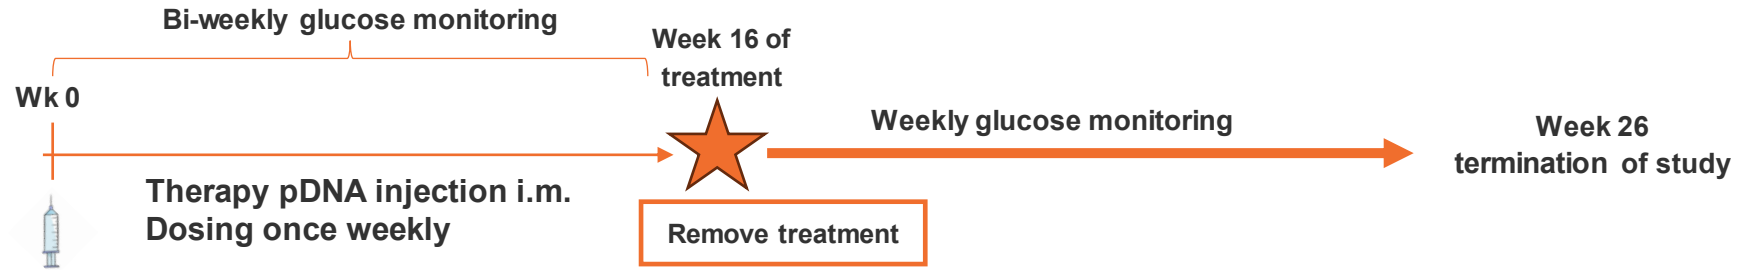 Bi-weekly glucose monitoring
Week 16 of
treatment
Wk 0
Weekly glucose monitoring
Week 26
termination of study
Therapy pDNA injection i.m.
Dosing once weekly
Remove treatment